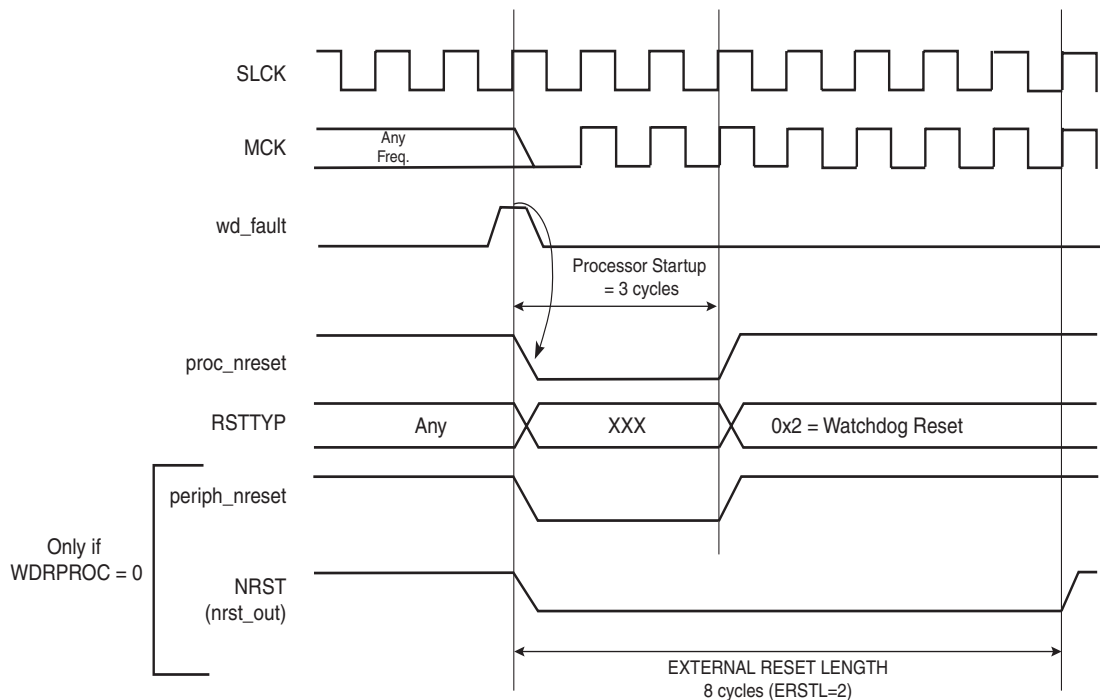 SLCK
MCK
Any
Freq.
wd_fault
Processor Startup
= 3 cycles
proc_nreset
RSTTYP
Any
XXX
0x2 = Watchdog Reset
periph_nreset
Only if
WDRPROC = 0
NRST
(nrst_out)
EXTERNAL RESET LENGTH
8 cycles (ERSTL=2)